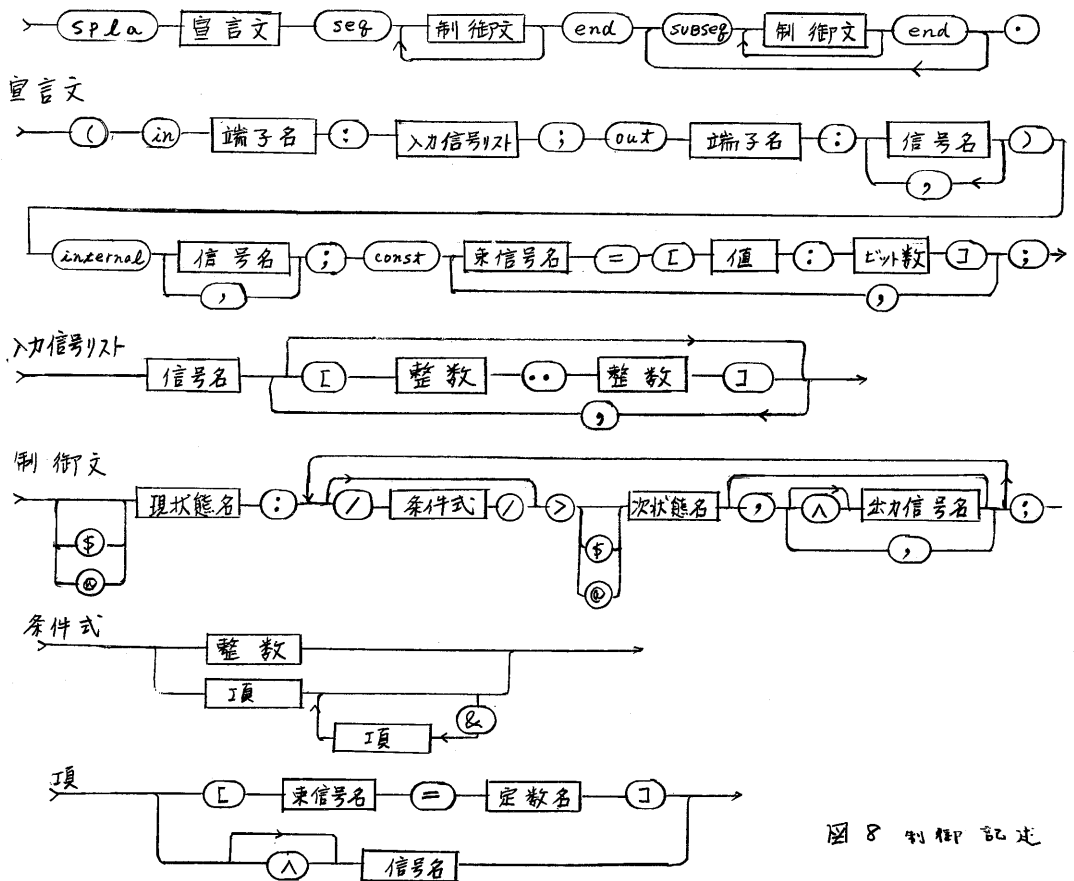 spla 宣言文 seq 制御文 end subseq 制御文 end .
宣言文
( in 端子名 : 入力信号リスト ; out 端子名 : 信号名 )
,
internal 信号名 ; const 束信号名 = [ 値 : ビット数 ] ;
, ,
入力信号リスト
信号名 [ 整数 .. 整数 ]
,
制御文
現状態名 : / 条件式 / > 次状態名 , ∧ 出力信号名 ;
$ $ ,
@ @
条件式
整数
項 &
項
項
[ 束信号名 = 定数名 ]
∧ 信号名
図 8 制御記述